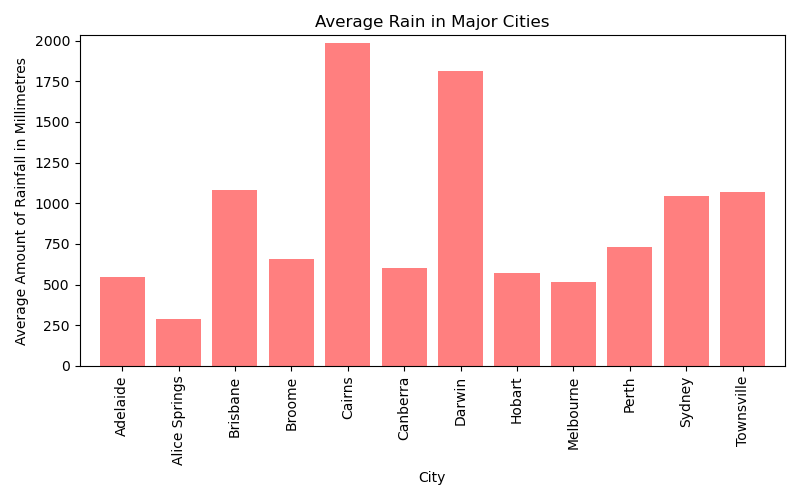 Average Rain in Major Cities
Average Amount of Rainfall in Millimetres
2000
1750
1500
1250
1000
750
500
250
0
Adelaide
Alice Springs
Brisbane
Broome
Cairns
Canberra
Darwin
Hobart
Melbourne
Perth
Sydney
Townsville
City